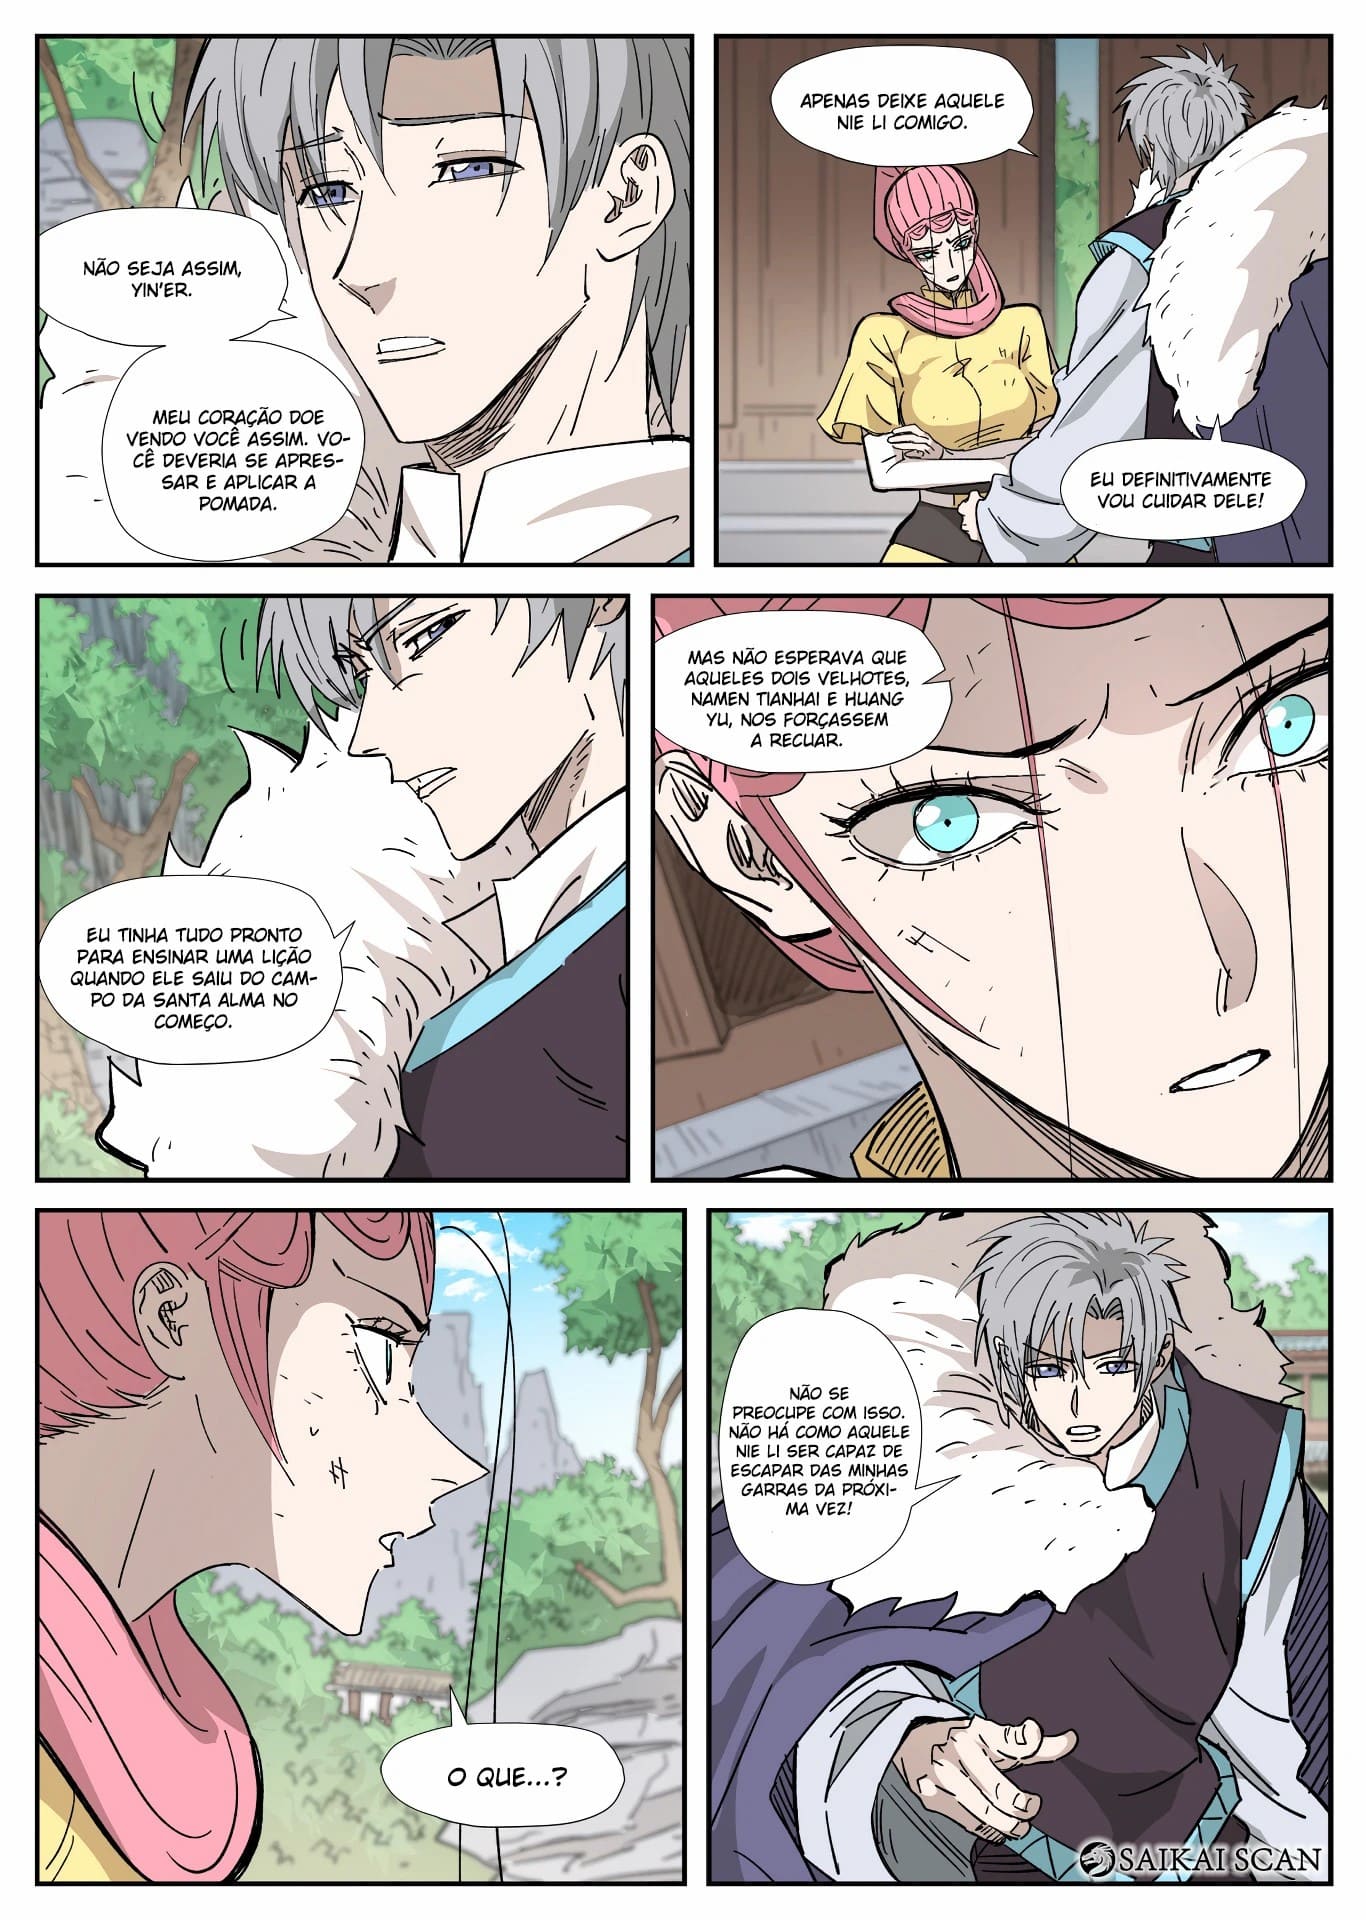 NÃO SEJA ASSIM,
YIN'ER.
MEU CORAÇÃO DOE
VENDO VOCÊ ASSIM. VO-
CÊ DEVERIA SE APRES-
SAR E APLICAR A
POMADA.
APENAS DEIXE AQUELE
NIE LI COMIGO.
EU DEFINITIVAMENTE
VOU CUIDAR DELE!
EU TINHA TUDO PRONTO
PARA ENSINAR UMA LIÇÃO
QUANDO ELE SAIU DO CAM-
PO DA SANTA ALMA NO
COMEÇO.
MAS NÃO ESPERAVA QUE
AQUELES DOIS VELHOTES,
NAMEN TIANHAI E HUANG
YU, NOS FORÇASSEM
A RECUAR.
O QUE...?
NÃO SE
PREOCUPE COM ISSO.
NÃO HÁ COMO AQUELE
NIE LI SER CAPAZ DE
ESCAPAR DAS MINHAS
GARRAS DA PRÓXI-
MA VEZ!
SAIKAI SCAN